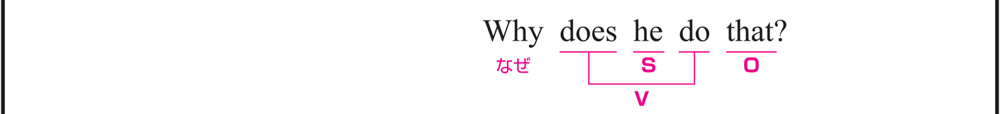 Why does he do that?
なぜ S O
V